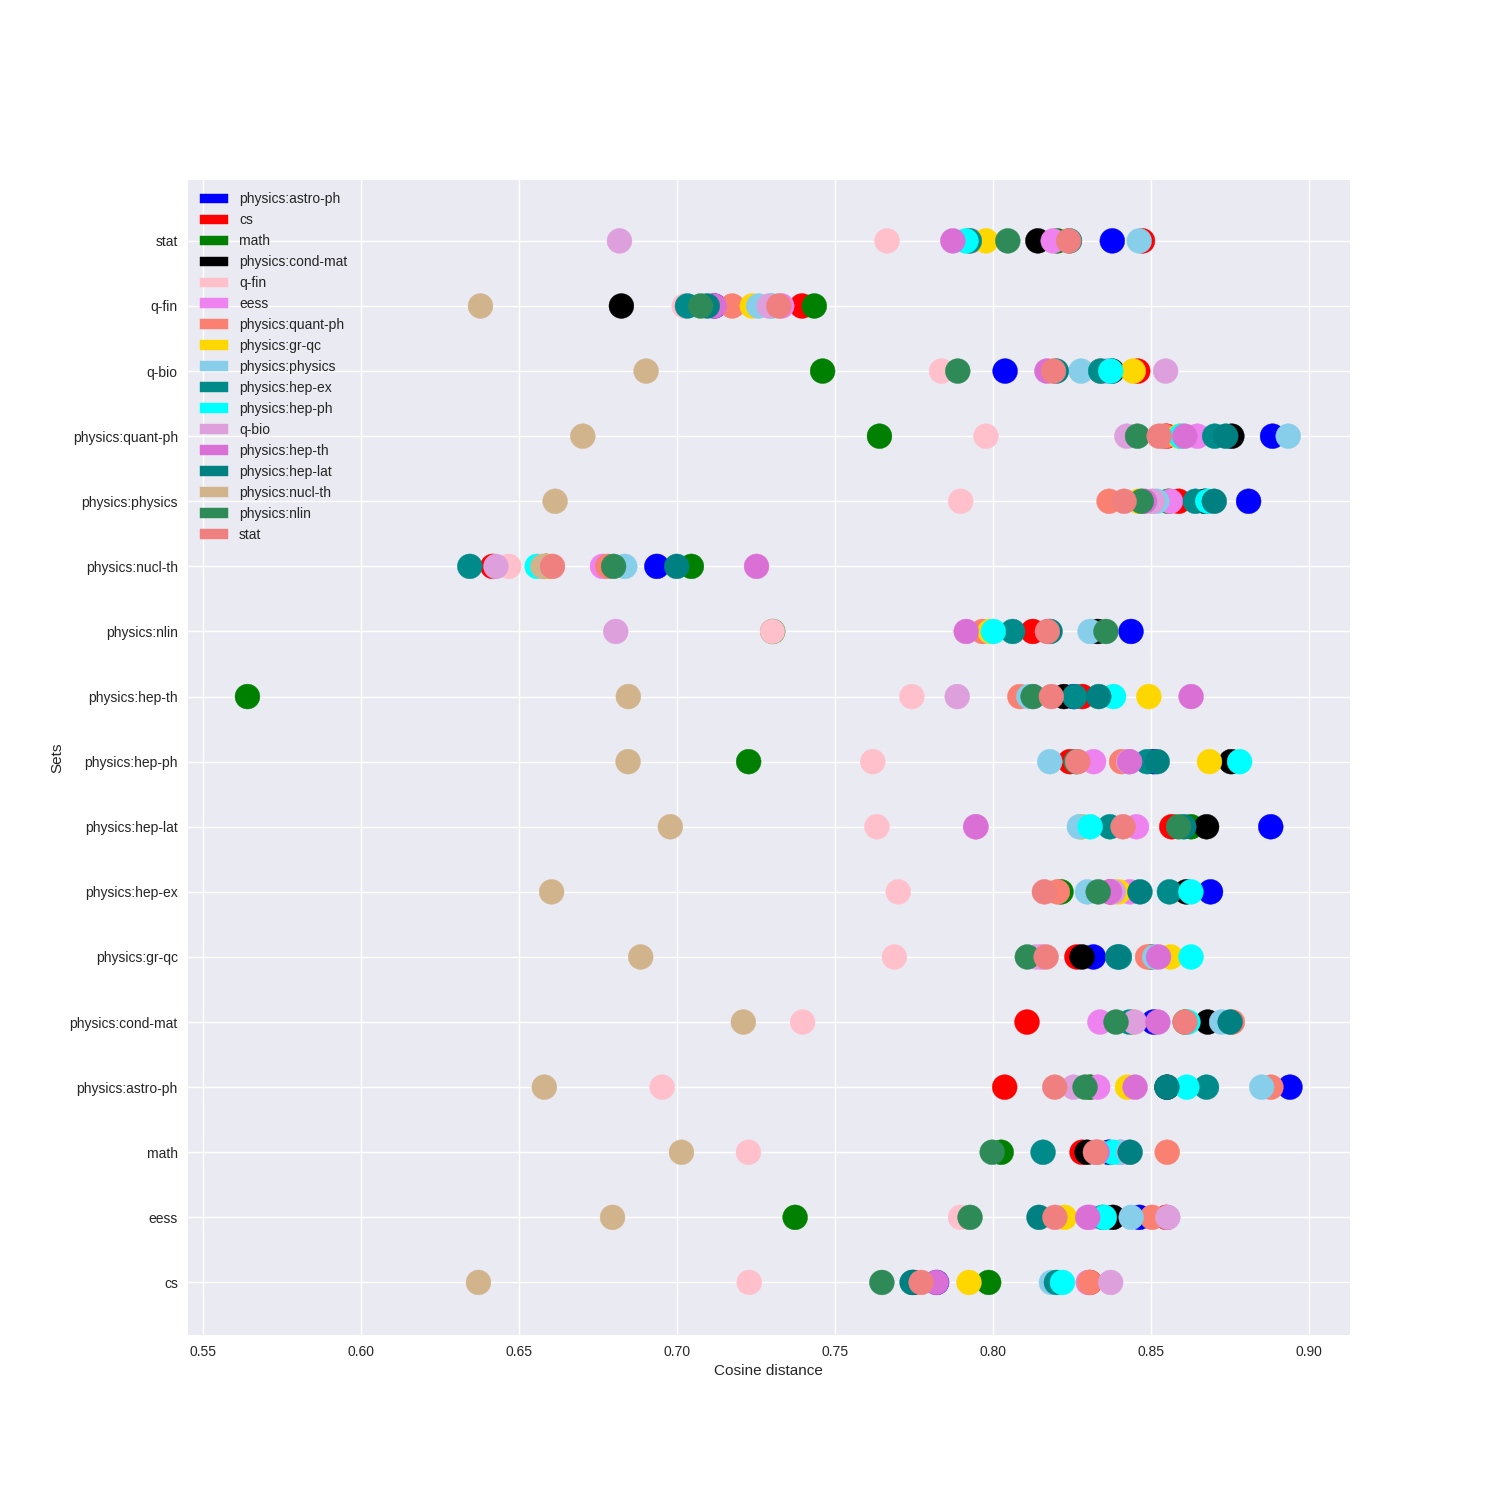 physics:astro-ph
cs
math
physics:cond-mat
q-fin
eess
physics:quant-ph
physics:gr-qc
physics:physics
physics:hep-ex
physics:hep-ph
q-bio
physics:hep-th
physics:hep-lat
physics:nucl-th
physics:nlin
stat
stat
q-fin
q-bio
physics:quant-ph
physics:physics
physics:nucl-th
physics:nlin
physics:hep-th
physics:hep-ph
physics:hep-lat
physics:hep-ex
physics:gr-qc
physics:cond-mat
physics:astro-ph
math
eess
cs
Sets
0.55 0.60 0.65 0.70 0.75 0.80 0.85 0.90
Cosine distance